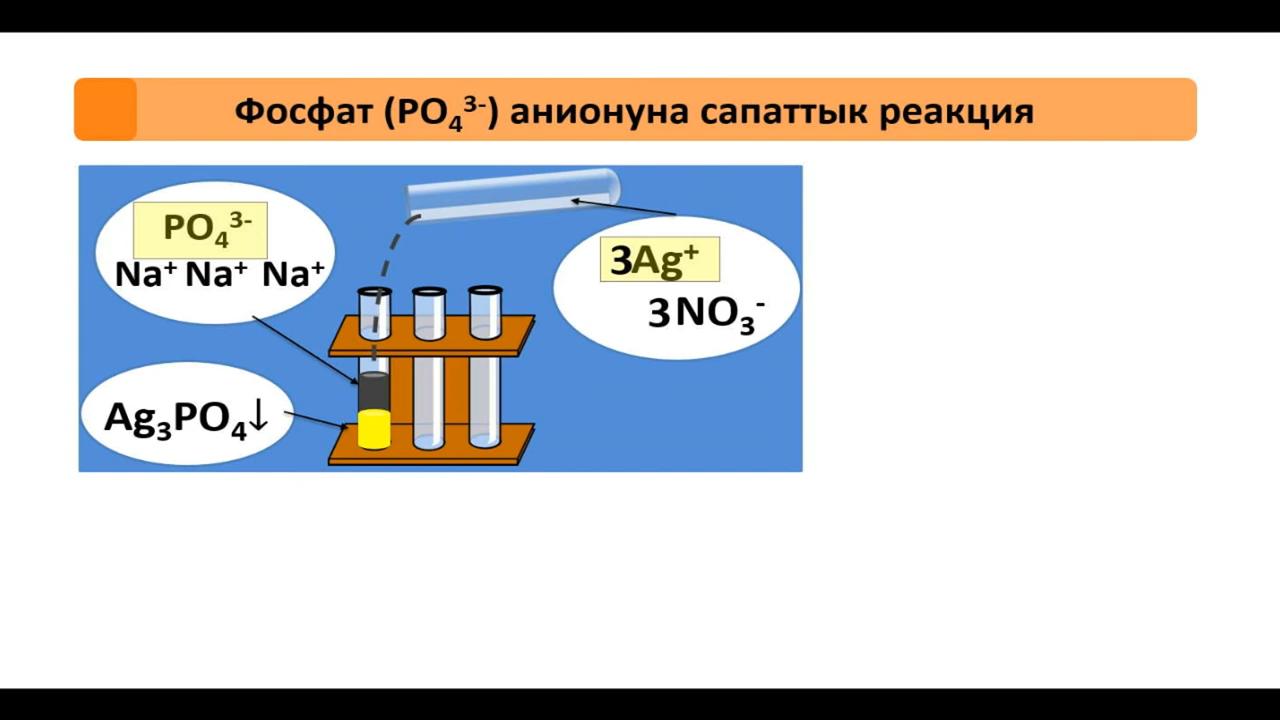 Фосфат (PO₄³⁻) анионуна сапаттык реакция
PO₄³⁻
Na⁺ Na⁺ Na⁺
3Ag⁺
3NO₃⁻
Ag₃PO₄↓